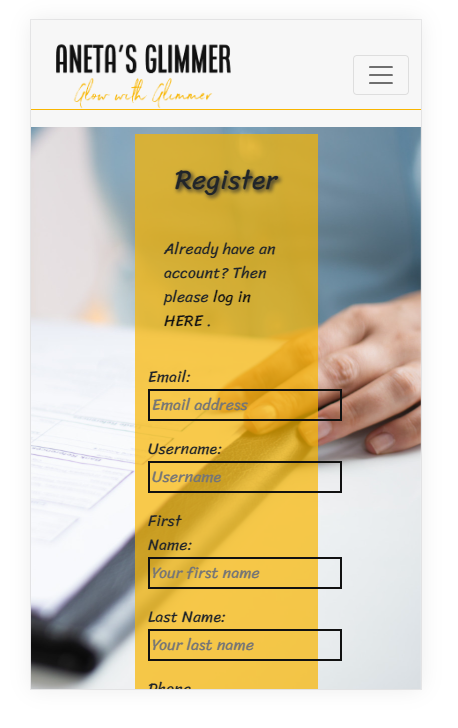 ANETA'S GLIMMER
Glow with Glimmer
Register
Already have an
account? Then
please log in
HERE .
Email:
Email address
Username:
Username
First
Name:
Your first name
Last Name:
Your last name
Phone